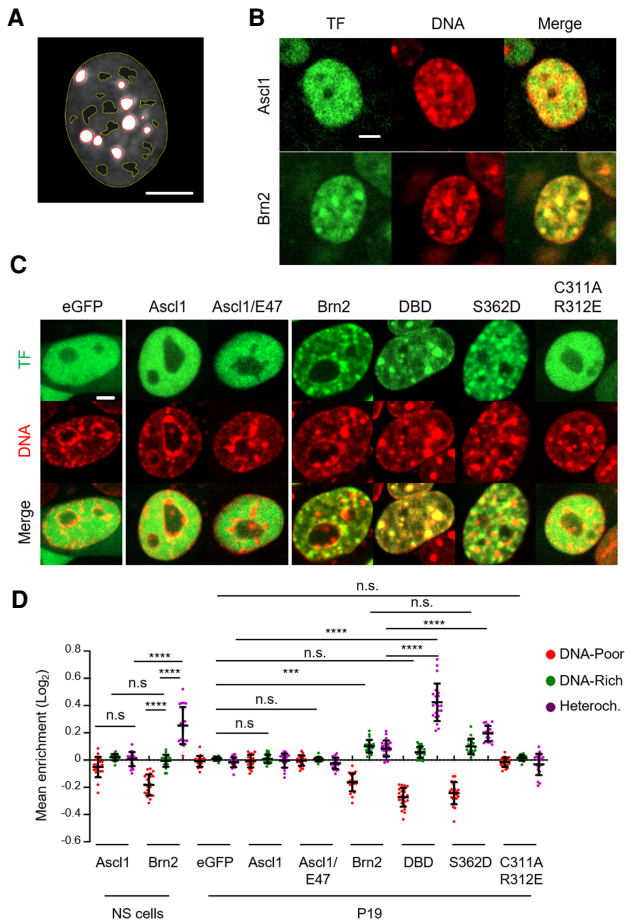 A
B
TF DNA Merge
Ascl1
Brn2
C
eGFP Ascl1 Ascl1/E47 Brn2 DBD S362D C311A
R312E
TF
DNA
Merge
D
n.s.
n.s.
****
****
****
n.s.
****
n.s
***
****
n.s
n.s.
n.s
DNA-Poor
DNA-Rich
Heteroch.
Mean enrichment (Log2)
0.8
0.6
0.4
0.2
0
-0.2
-0.4
-0.6
Ascl1 Brn2 eGFP Ascl1 Ascl1/ Brn2 DBD S362D C311A
E47 R312E
NS cells P19